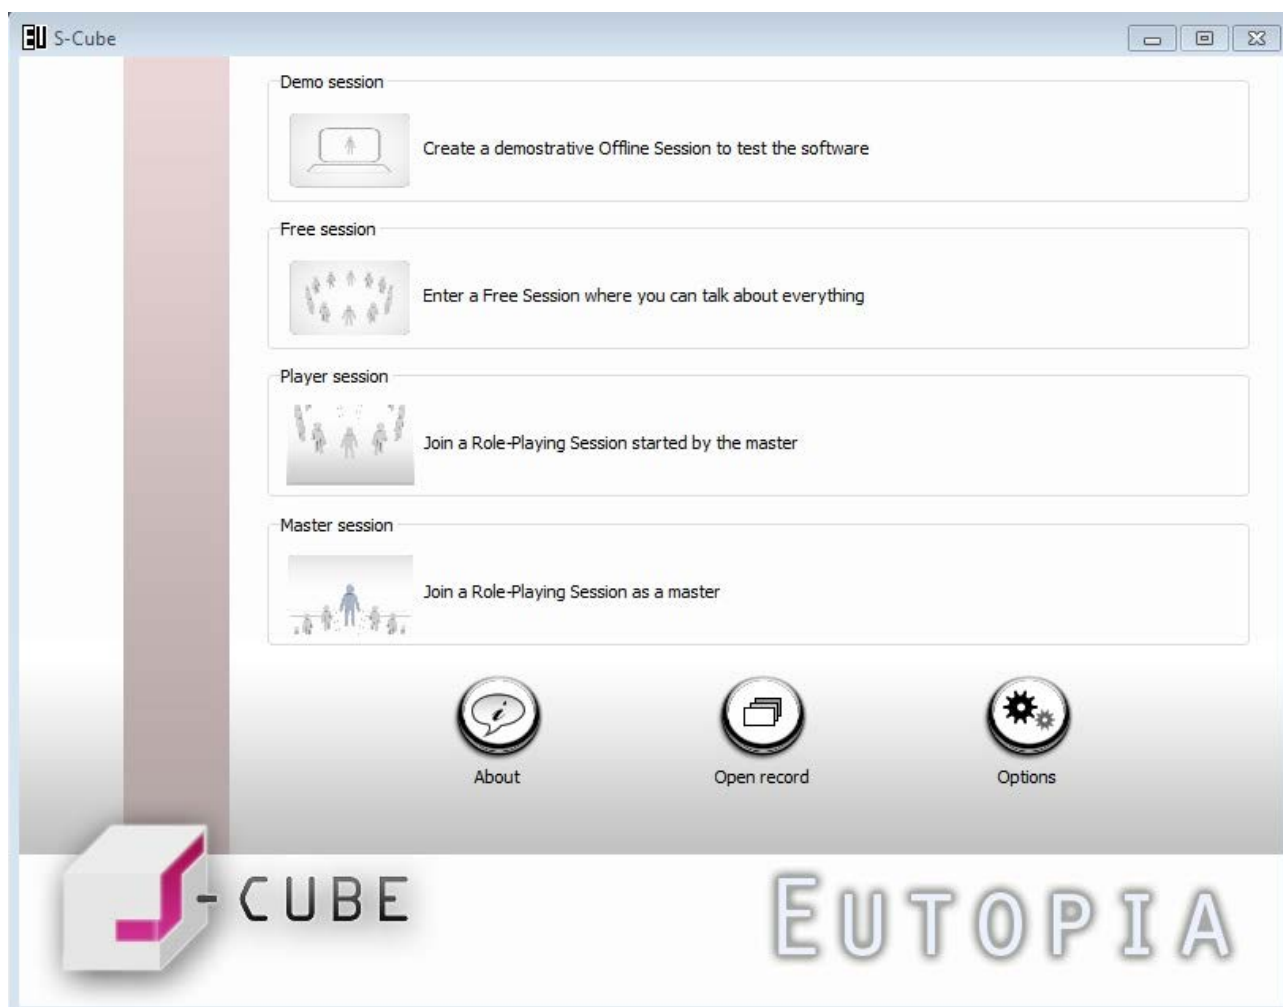 EU S-Cube
Demo session
Create a demostrative Offline Session to test the software
Free session
Enter a Free Session where you can talk about everything
Player session
Join a Role-Playing Session started by the master
Master session
Join a Role-Playing Session as a master
About
Open record
Options
S-CUBE
EUTOPIA